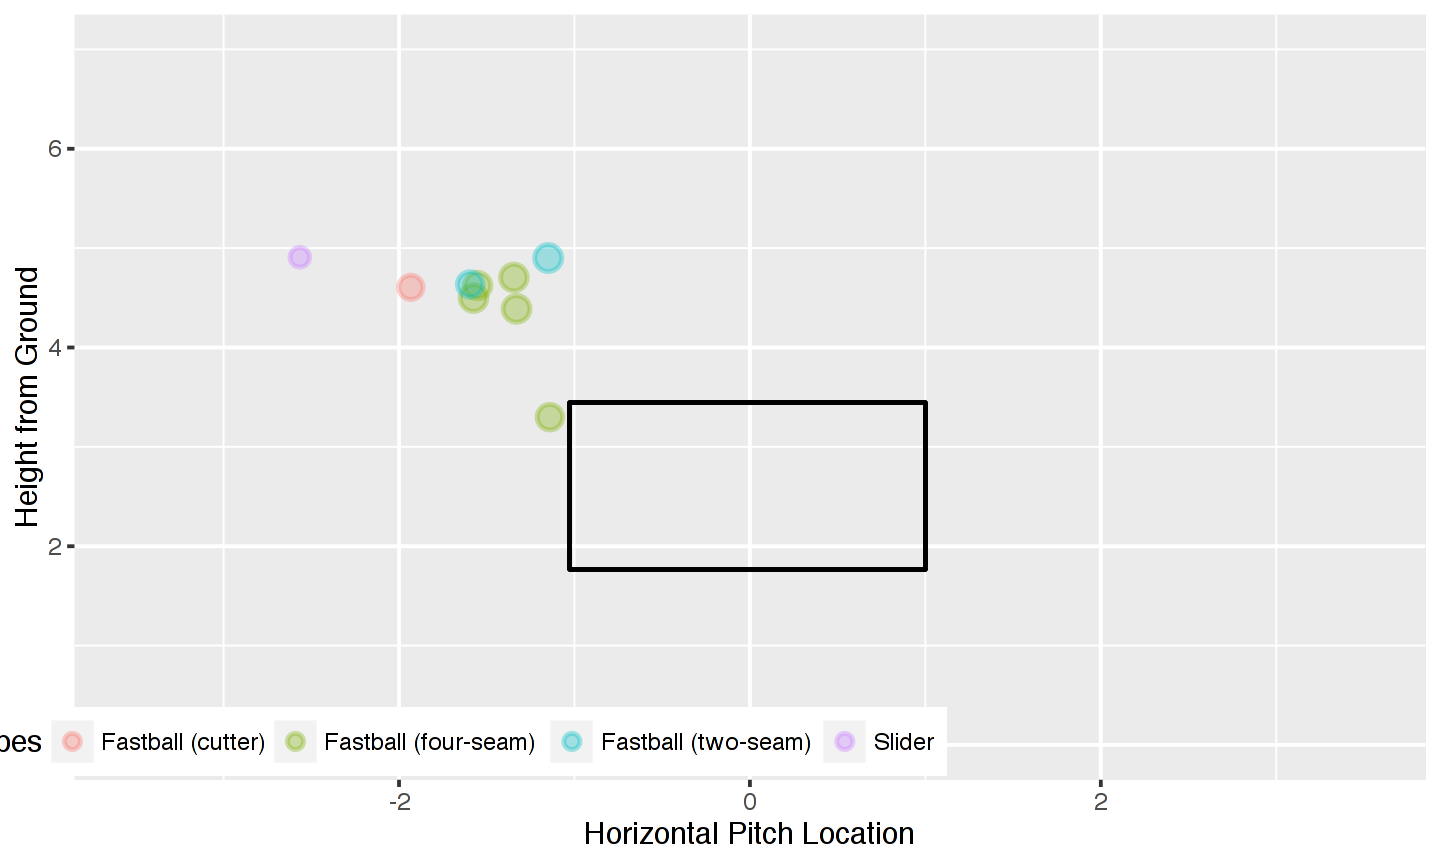 Height from Ground
6
4
2
Fastball (cutter) Fastball (four-seam) Fastball (two-seam) Slider
-2 0 2
Horizontal Pitch Location